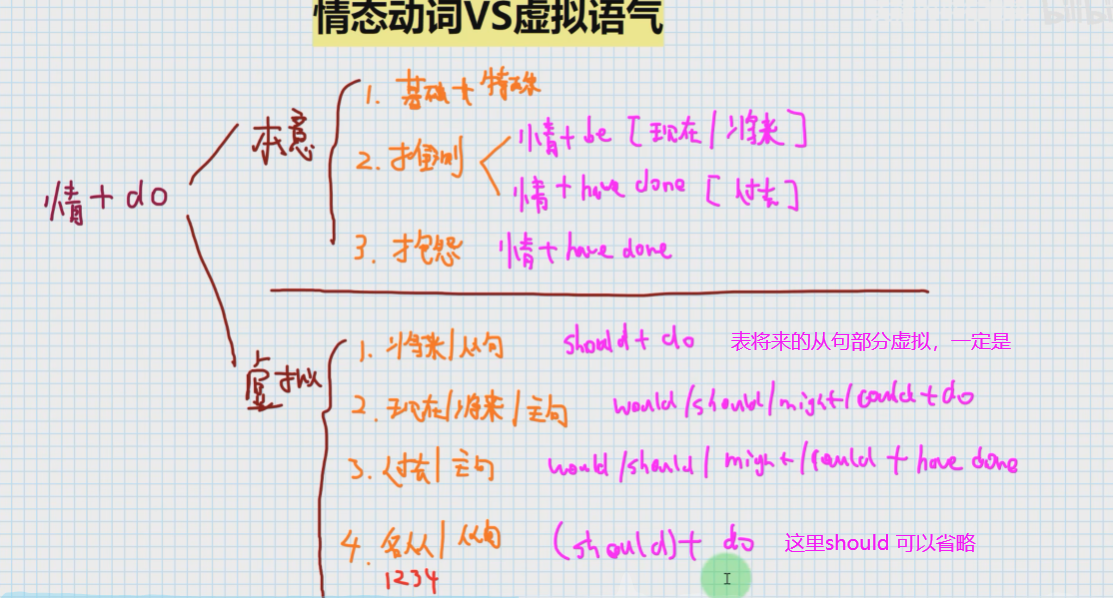 情态动词VS虚拟语气
1. 基础+特殊
本意
2. 推测
情+be [现在/将来]
情+do
情+have done [过去]
3. 抱怨 情+have done
1. 将来/从句 should+do 表将来的从句部分虚拟，一定是
虚拟
2. 现在/将来/主句 would/should/might/could+do
3. 过去/主句 would/should/might/could+have done
4. 名从/从句 (should)+do 这里should 可以省略
1234